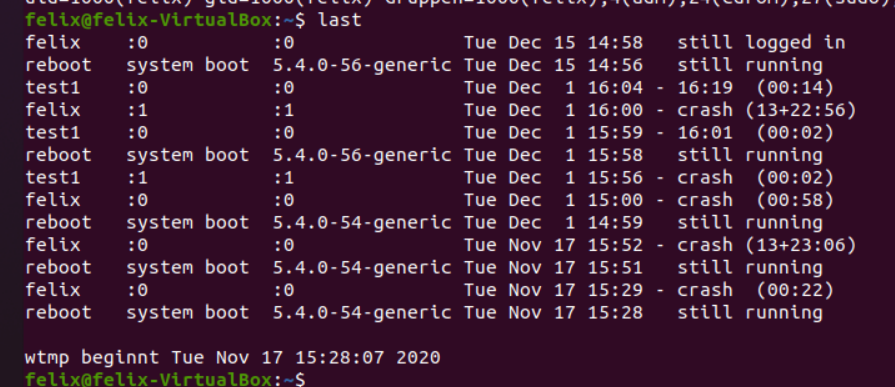 felix@felix-VirtualBox:~$ last
felix    :0           :0               Tue Dec 15 14:58   still logged in
reboot   system boot  5.4.0-56-generic Tue Dec 15 14:56   still running
test1    :0           :0               Tue Dec  1 16:04 - 16:19  (00:14)
felix    :1           :1               Tue Dec  1 16:00 - crash (13+22:56)
test1    :0           :0               Tue Dec  1 15:59 - 16:01  (00:02)
reboot   system boot  5.4.0-56-generic Tue Dec  1 15:58   still running
test1    :1           :1               Tue Dec  1 15:56 - crash  (00:02)
felix    :0           :0               Tue Dec  1 15:00 - crash  (00:58)
reboot   system boot  5.4.0-54-generic Tue Dec  1 14:59   still running
felix    :0           :0               Tue Nov 17 15:52 - crash (13+23:06)
reboot   system boot  5.4.0-54-generic Tue Nov 17 15:51   still running
felix    :0           :0               Tue Nov 17 15:29 - crash  (00:22)
reboot   system boot  5.4.0-54-generic Tue Nov 17 15:28   still running

wtmp beginnt Tue Nov 17 15:28:07 2020
felix@felix-VirtualBox:~$